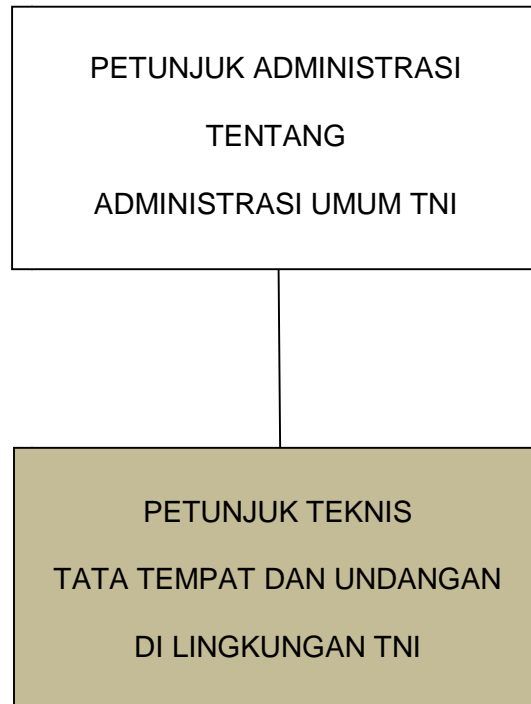 PETUNJUK ADMINISTRASI
TENTANG
ADMINISTRASI UMUM TNI
PETUNJUK TEKNIS
TATA TEMPAT DAN UNDANGAN
DI LINGKUNGAN TNI